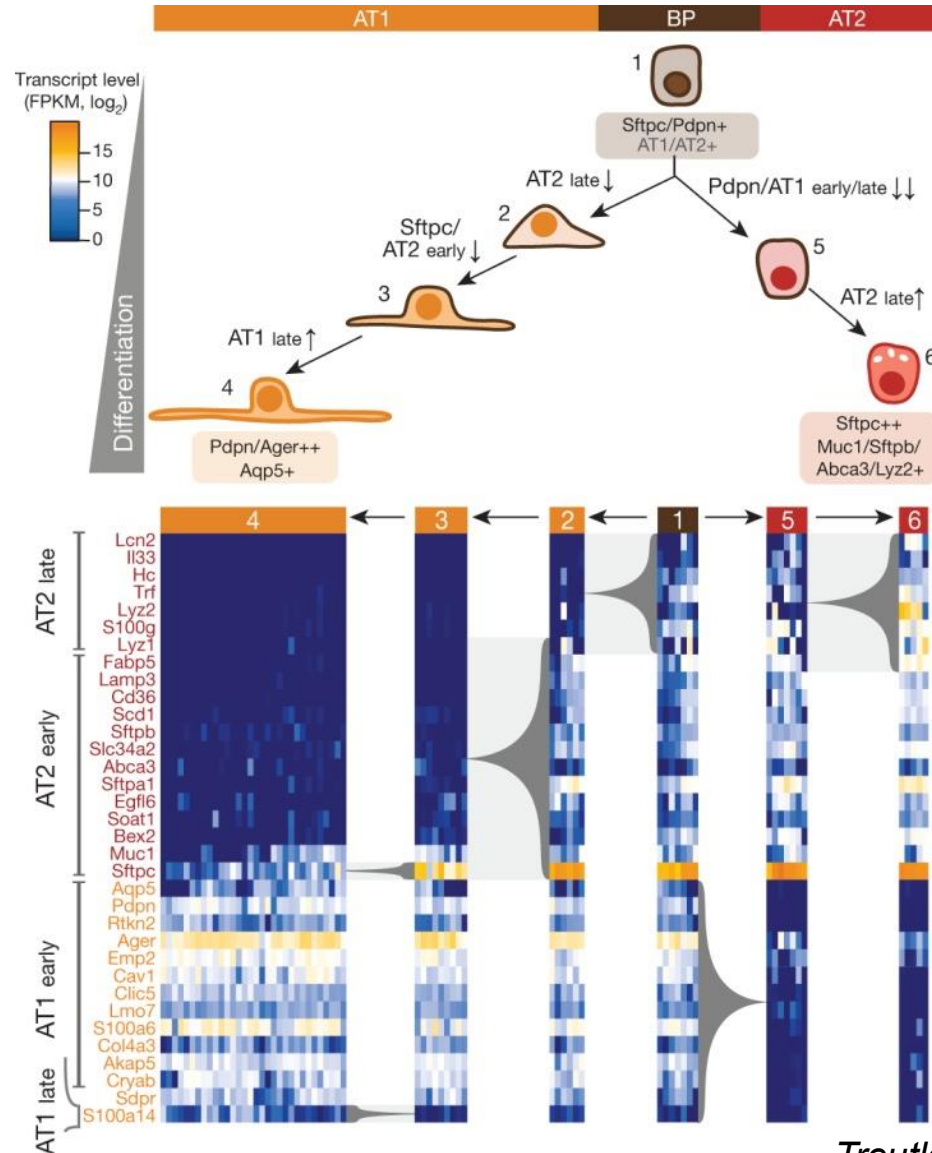 AT1 BP AT2
1
Transcript level
(FPKM, log2)
15
10
5
0
Differentiation
Sftpc/Pdpn+
AT1/AT2+
AT2 late ↓
Pdpn/AT1 early/late ↓↓
2
Sftpc/
AT2 early ↓
5
3
AT2 late ↑
AT1 late ↑
6
4
Pdpn/Ager++
Aqp5+
Sftpc++
Muc1/Sftpb/
Abca3/Lyz2+
4 3 2 1 5 6
AT2 late
Lcn2
Il33
Hc
Trf
Lyz2
S100g
Lyz1
AT2 early
Fabp5
Lamp3
Cd36
Scd1
Sftpb
Slc34a2
Abca3
Sftpa1
Egfl6
Soat1
Bex2
Muc1
Sftpc
AT1 early
Aqp5
Pdpn
Rtkn2
Ager
Emp2
Cav1
Clic5
Lmo7
S100a6
Col4a3
Akap5
Cryab
AT1 late
Sdpr
S100a14